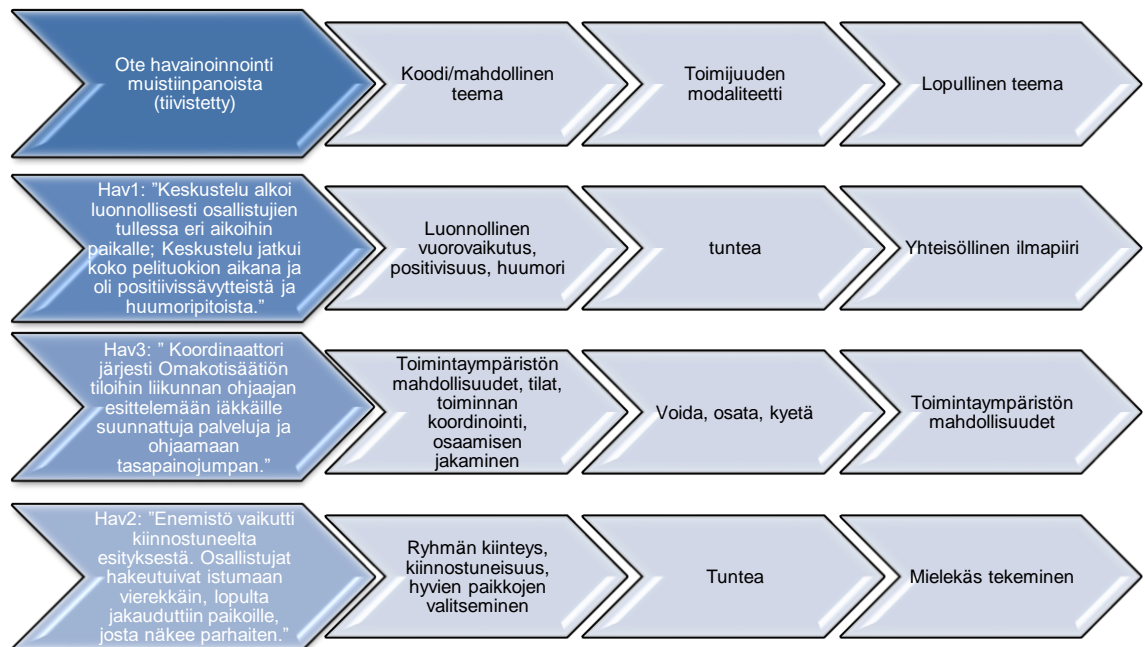 Ote havainoinnointi
muistiinpanoista
(tiivistetty)
Koodi/mahdollinen
teema
Toimijuuden
modaliteetti
Lopullinen teema
Hav1: ”Keskustelu alkoi
luonnollisesti osallistujien
tullessa eri aikoihin
paikalle; Keskustelu jatkui
koko pelituokion aikana ja
oli positiivissävytteistä ja
huumoripitoista.”
Luonnollinen
vuorovaikutus,
positivisuus, huumori
tuntea
Yhteisöllinen ilmapiiri
Hav3: ” Koordinaattori
järjesti Omakotisäätiön
tiloihin liikunnan ohjaajan
esittelemään iäkkäille
suunnattuja palveluja ja
ohjaamaan
tasapainojumpan.”
Toimintaympäristön
mahdollisuudet, tilat,
toiminnan
koordinointi,
osaamisen
jakaminen
Voida, osata, kyetä
Toimintaympäristön
mahdollisuudet
Hav2: ”Enemistö vaikutti
kiinnostuneelta
esityksestä. Osallistujat
hakeutuivat istumaan
vierekkäin, lopulta
jakauduttiin paikoille,
josta näkee parhaiten.”
Ryhmän kiinteys,
kiinnostuneisuus,
hyvien paikkojen
valitseminen
Tuntea
Mielekäs tekeminen